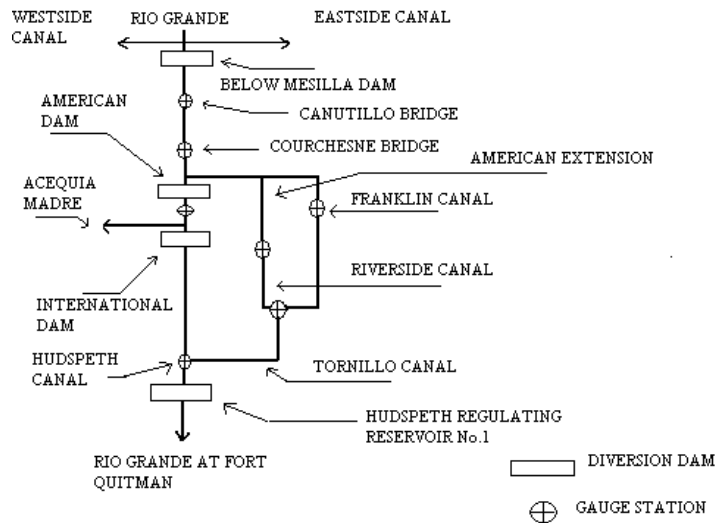 WESTSIDE
CANAL
RIO GRANDE
EASTSIDE CANAL
BELOW MESILLA DAM
AMERICAN
DAM
CANUTILLO BRIDGE
COURCHESNE BRIDGE
AMERICAN EXTENSION
ACEQUIA
MADRE
FRANKLIN CANAL
RIVERSIDE CANAL
INTERNATIONAL
DAM
HUDSPETH
CANAL
TORNILLO CANAL
HUDSPETH REGULATING
RESERVOIR No.1
RIO GRANDE AT FORT
QUITMAN
DIVERSION DAM
GAUGE STATION